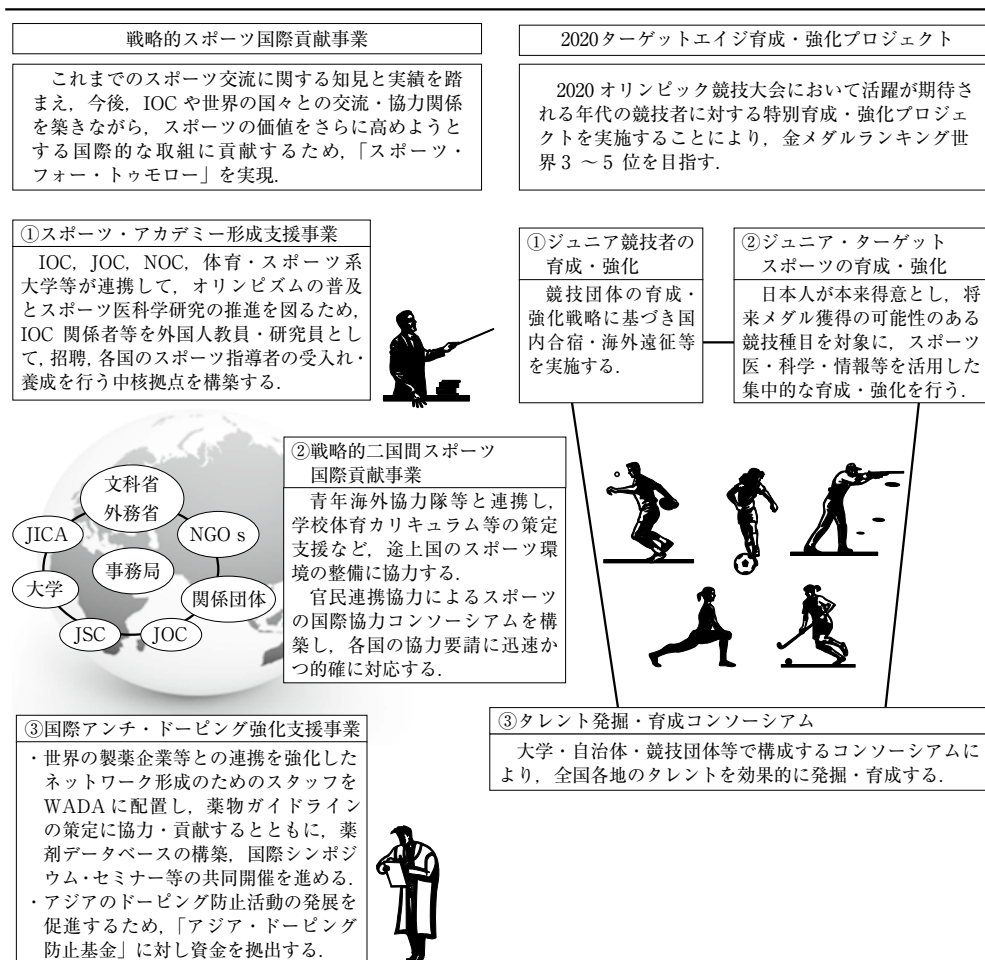 戦略的スポーツ国際貢献事業
これまでのスポーツ交流に関する知見と実績を踏
まえ，今後，IOC や世界の国々との交流・協力関係
を築きながら，スポーツの価値をさらに高めようと
する国際的な取組に貢献するため，「スポーツ・
フォー・トゥモロー」を実現．
①スポーツ・アカデミー形成支援事業
IOC，JOC，NOC，体育・スポーツ系
大学等が連携して，オリンピズムの普及
とスポーツ医科学研究の推進を図るため，
IOC 関係者等を外国人教員・研究員とし
て，招聘，各国のスポーツ指導者の受入れ・
養成を行う中核拠点を構築する．
文科省
外務省
JICA
NGO s
事務局
大学
関係団体
JSC
JOC
②戦略的二国間スポーツ
国際貢献事業
青年海外協力隊等と連携し，
学校体育カリキュラム等の策定
支援など，途上国のスポーツ環
境の整備に協力する．
官民連携協力によるスポーツ
の国際協力コンソーシアムを構
築し，各国の協力要請に迅速か
つ的確に対応する．
③国際アンチ・ドーピング強化支援事業
・世界の製薬企業等との連携を強化した
ネットワーク形成のためのスタッフを
WADA に配置し，薬物ガイドライン
の策定に協力・貢献するとともに，薬
剤データベースの構築，国際シンポジ
ウム・セミナー等の共同開催を進める．
・アジアのドーピング防止活動の発展を
促進するため，「アジア・ドーピング
防止基金」に対し資金を拠出する．
2020ターゲットエイジ育成・強化プロジェクト
2020 オリンピック競技大会において活躍が期待さ
れる年代の競技者に対する特別育成・強化プロジェ
クトを実施することにより，金メダルランキング世
界 3 ～ 5 位を目指す．
①ジュニア競技者の
育成・強化
競技団体の育成・
強化戦略に基づき国
内合宿・海外遠征等
を実施する．
②ジュニア・ターゲット
スポーツの育成・強化
日本人が本来得意とし，将
来メダル獲得の可能性のある
競技種目を対象に，スポーツ
医・科学・情報等を活用した
集中的な育成・強化を行う．
③タレント発掘・育成コンソーシアム
大学・自治体・競技団体等で構成するコンソーシアムに
より，全国各地のタレントを効果的に発掘・育成する．